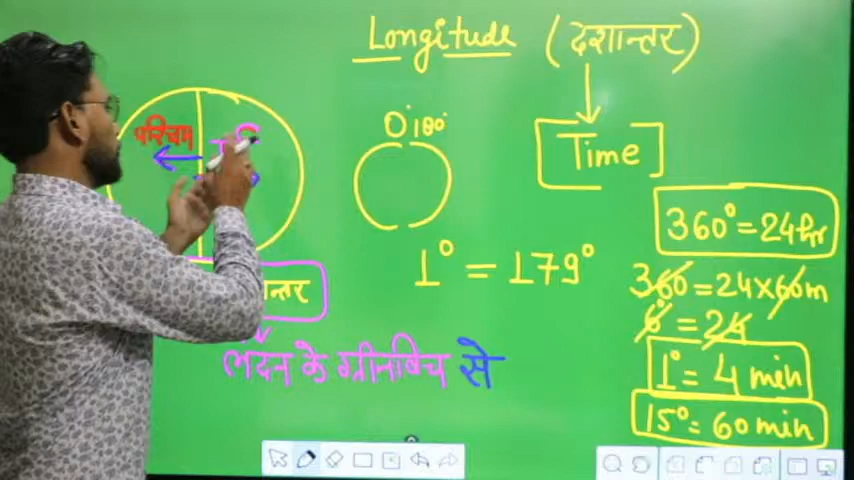 Longitude (दशान्तर)
Time
पश्चिम
0° 180°
360° = 24hr
1° = 179°
360 = 24×60m
6° = 24
1° = 4 min
15° = 60 min
लंदन के ग्रीनविच से